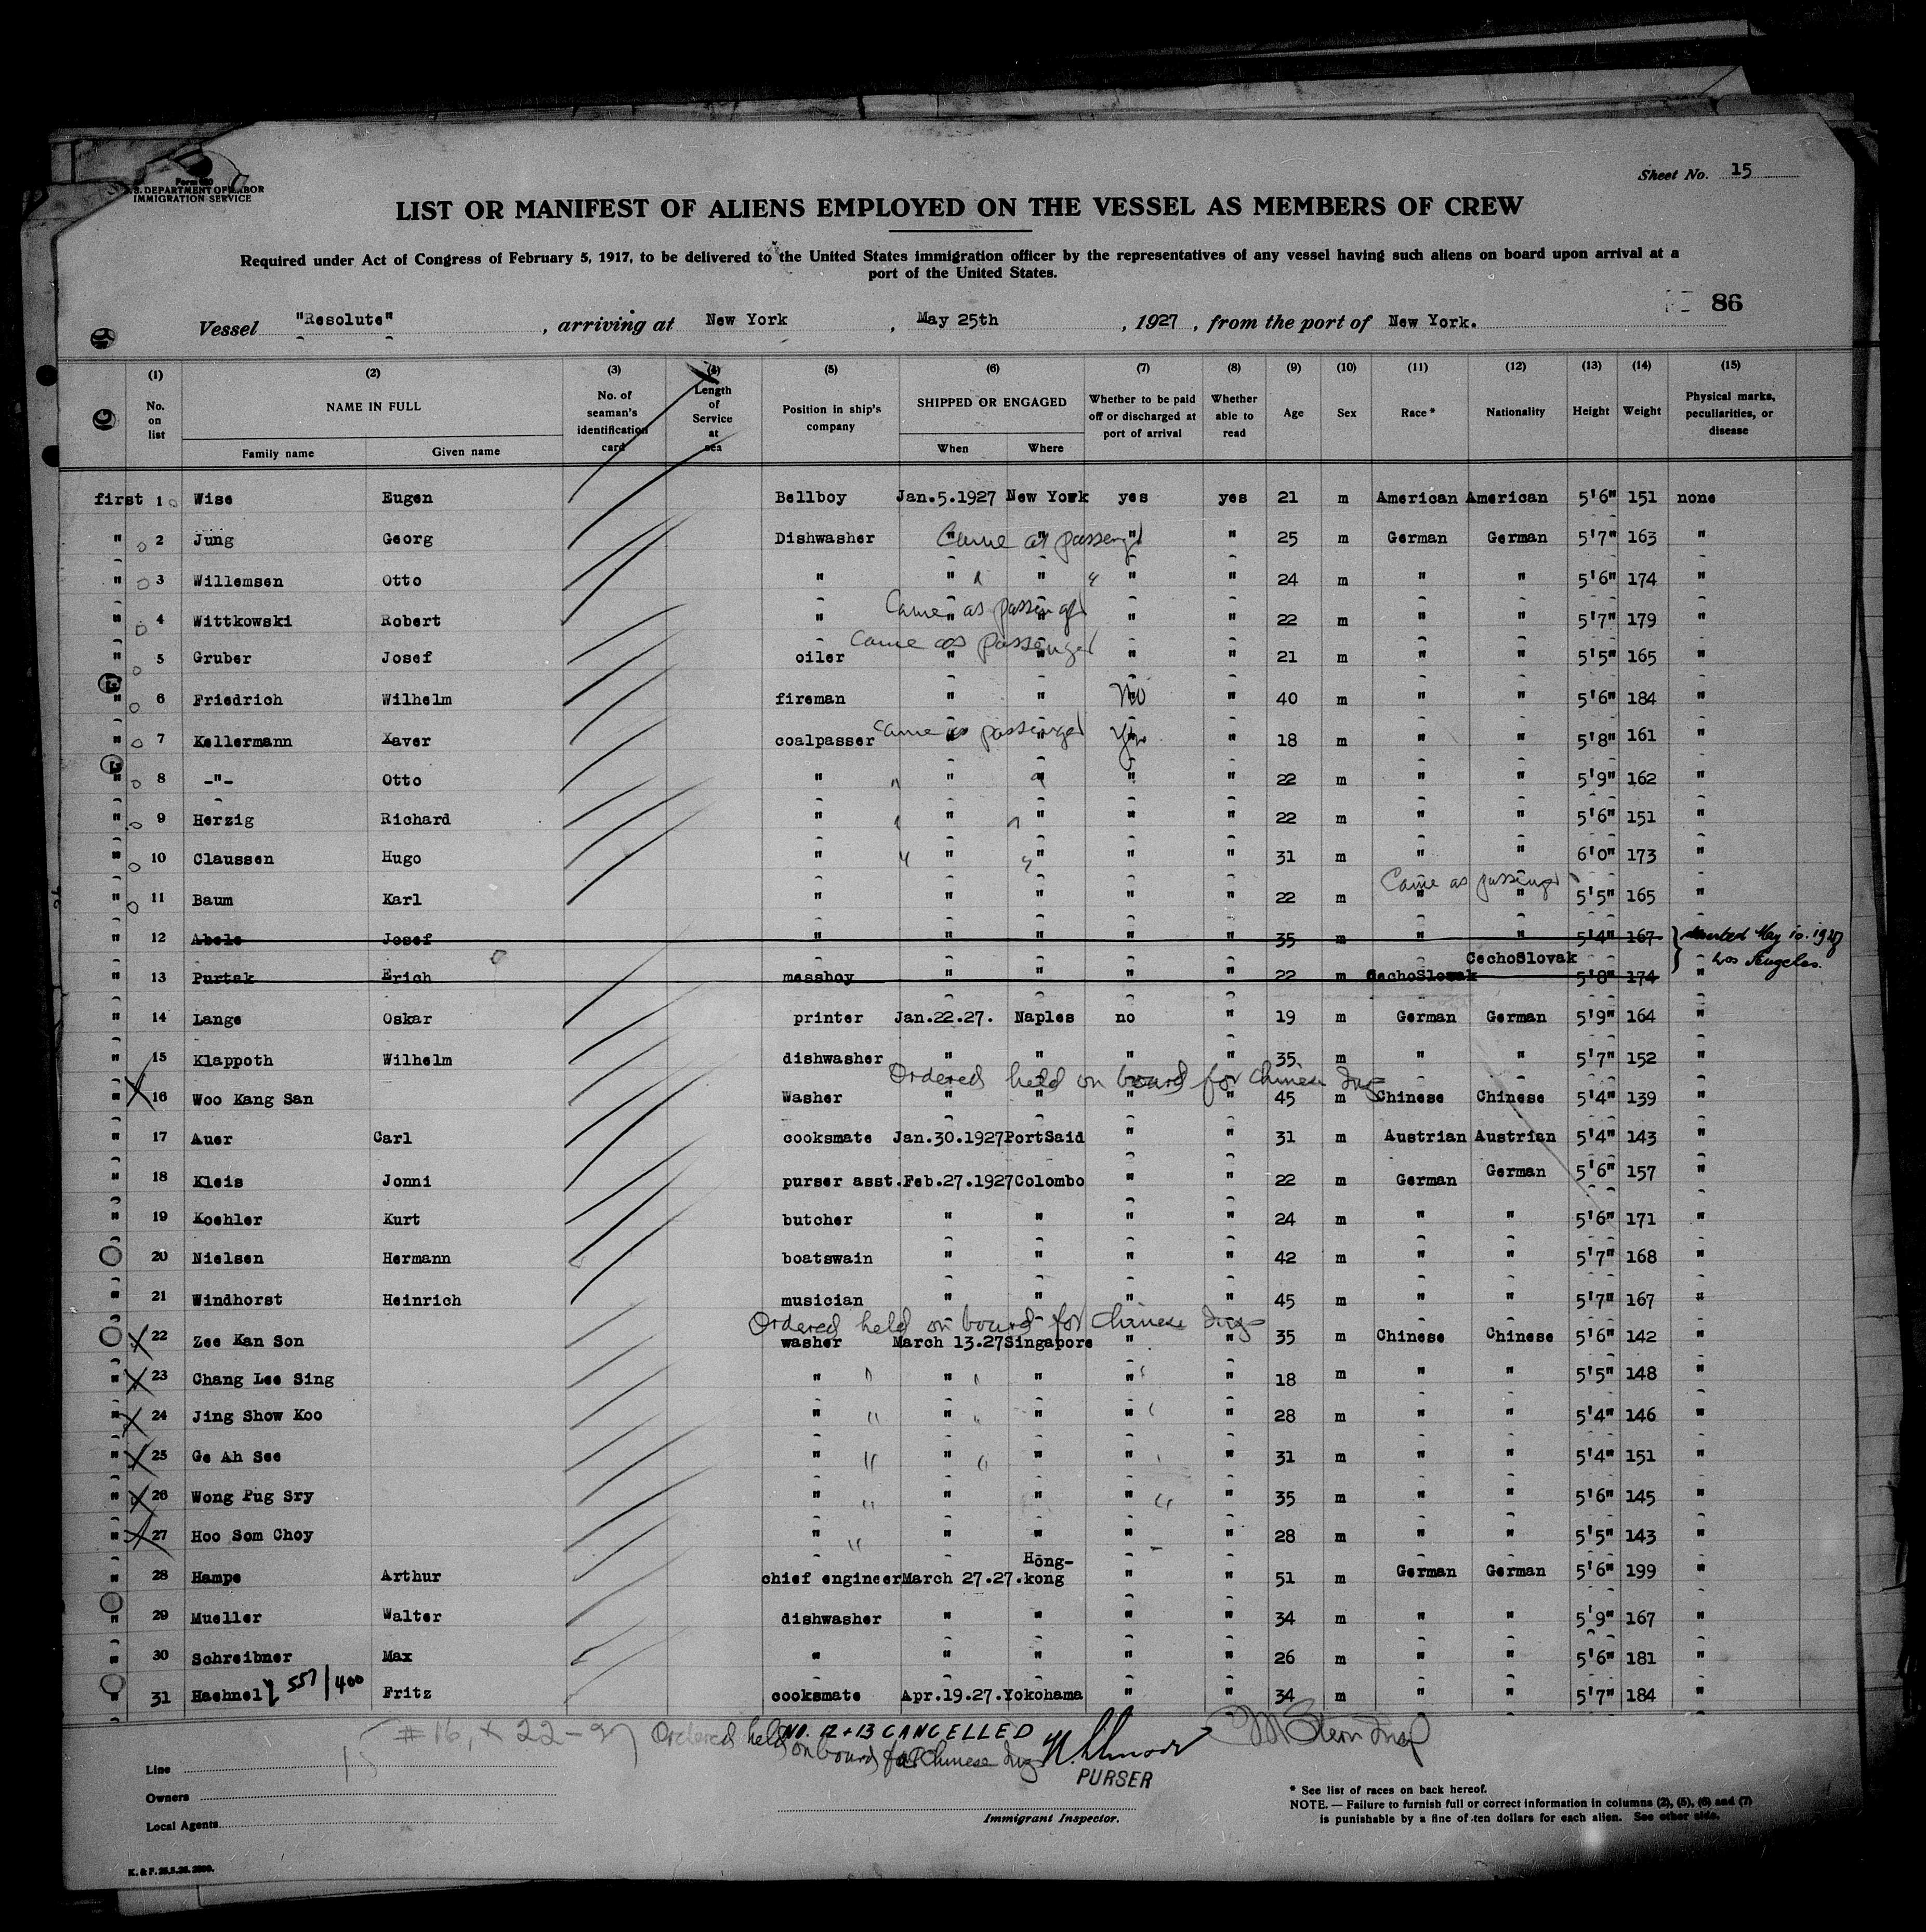 Sheet No. 15
U.S. DEPARTMENT OF LABOR
IMMIGRATION SERVICE
LIST OR MANIFEST OF ALIENS EMPLOYED ON THE VESSEL AS MEMBERS OF CREW
Required under Act of Congress of February 5, 1917, to be delivered to the United States immigration officer by the representatives of any vessel having such aliens on board upon arrival at a
port of the United States.
86
Vessel "Resolute", arriving at New York, May 25th, 1927, from the port of New York.
(1) (2) (3) (4) (5) (6) (7) (8) (9) (10) (11) (12) (13) (14) (15)
No. on list NAME IN FULL No. of seaman's identification card Length of Service at sea Position in ship's company SHIPPED OR ENGAGED Whether to be paid off or discharged at port of arrival Whether able to read Age Sex Race* Nationality Height Weight Physical marks, peculiarities, or disease
Family name Given name When Where
first 1 Wise Eugen Bellboy Jan.5.1927 New York yes yes 21 m American American 5'6" 151 none
" 2 Jung Georg Dishwasher " " " " 25 m German German 5'7" 163 "
Came as passenger
" 3 Willemsen Otto " " " " " 24 m " " 5'6" 174 "
" 4 Wittkowski Robert " " " " " 22 m " " 5'7" 179 "
Came as passenger
" 5 Gruber Josef oiler " " " " 21 m " " 5'5" 165 "
Came as passenger
" 6 Friedrich Wilhelm fireman " " No " 40 m " " 5'6" 184 "
" 7 Kellermann Xaver coalpasser " " Yes " 18 m " " 5'8" 161 "
Came as passenger
" 8 -"- Otto " " " " " 22 m " " 5'9" 162 "
" 9 Herzig Richard " " " " " 22 m " " 5'6" 151 "
" 10 Claussen Hugo " " " " " 31 m " " 6'0" 173 "
" 11 Baum Karl " " " " " 22 m " " 5'5" 165 "
Came as passenger
" 12 Abele Josef " " " " " 35 m " " 5'4" 167 deserted May 10.1927
" 13 Purtak Erich messboy " " " " 22 m CechoSlovak CechoSlovak 5'8" 174 " Los Angeles.
" 14 Lange Oskar printer Jan.22.27. Naples no " 19 m German German 5'9" 164 "
" 15 Klappoth Wilhelm dishwasher " " " " 35 m " " 5'7" 152 "
Ordered held on board for Chinese Insp
" 16 Woo Kang San Washer " " " " 45 m Chinese Chinese 5'4" 139 "
" 17 Auer Carl cooksmate Jan.30.1927 PortSaid " " 31 m Austrian Austrian 5'4" 143 "
" 18 Kleis Jonni purser asst. Feb.27.1927 Colombo " " 22 m German German 5'6" 157 "
" 19 Koehler Kurt butcher " " " " 24 m " " 5'6" 171 "
" 20 Nielsen Hermann boatswain " " " " 42 m " " 5'7" 168 "
" 21 Windhorst Heinrich musician " " " " 45 m " " 5'7" 167 "
Ordered held on board for Chinese Insp
" 22 Zee Kan Son washer March 13.27 Singapore " " 35 m Chinese Chinese 5'6" 142 "
" 23 Chang Lee Sing " " " " " 18 m " " 5'5" 148 "
" 24 Jing Show Koo " " " " " 28 m " " 5'4" 146 "
" 25 Ge Ah See " " " " " 31 m " " 5'4" 151 "
" 26 Wong Pug Sry " " " " " 35 m " " 5'6" 145 "
" 27 Hoo Som Choy " " " " " 28 m " " 5'5" 143 "
" 28 Hampe Arthur chief engineer March 27.27. Hong-kong " " 51 m German German 5'6" 199 "
" 29 Mueller Walter dishwasher " " " " 34 m " " 5'9" 167 "
" 30 Schreibner Max " " " " " 26 m " " 5'6" 181 "
" 31 Haehnel 557/400 Fritz cooksmate Apr.19.27. Yokohama " " 34 m " " 5'7" 184 "
#16, + 22-27 Ordered held on board for Chinese Insp
NO. 12+13 CANCELLED
PURSER
Stern Insp
Line
Owners
Local Agents
Immigrant Inspector.
* See list of races on back hereof.
NOTE. — Failure to furnish full or correct information in columns (2), (5), (6) and (7)
is punishable by a fine of ten dollars for each alien. See other side.